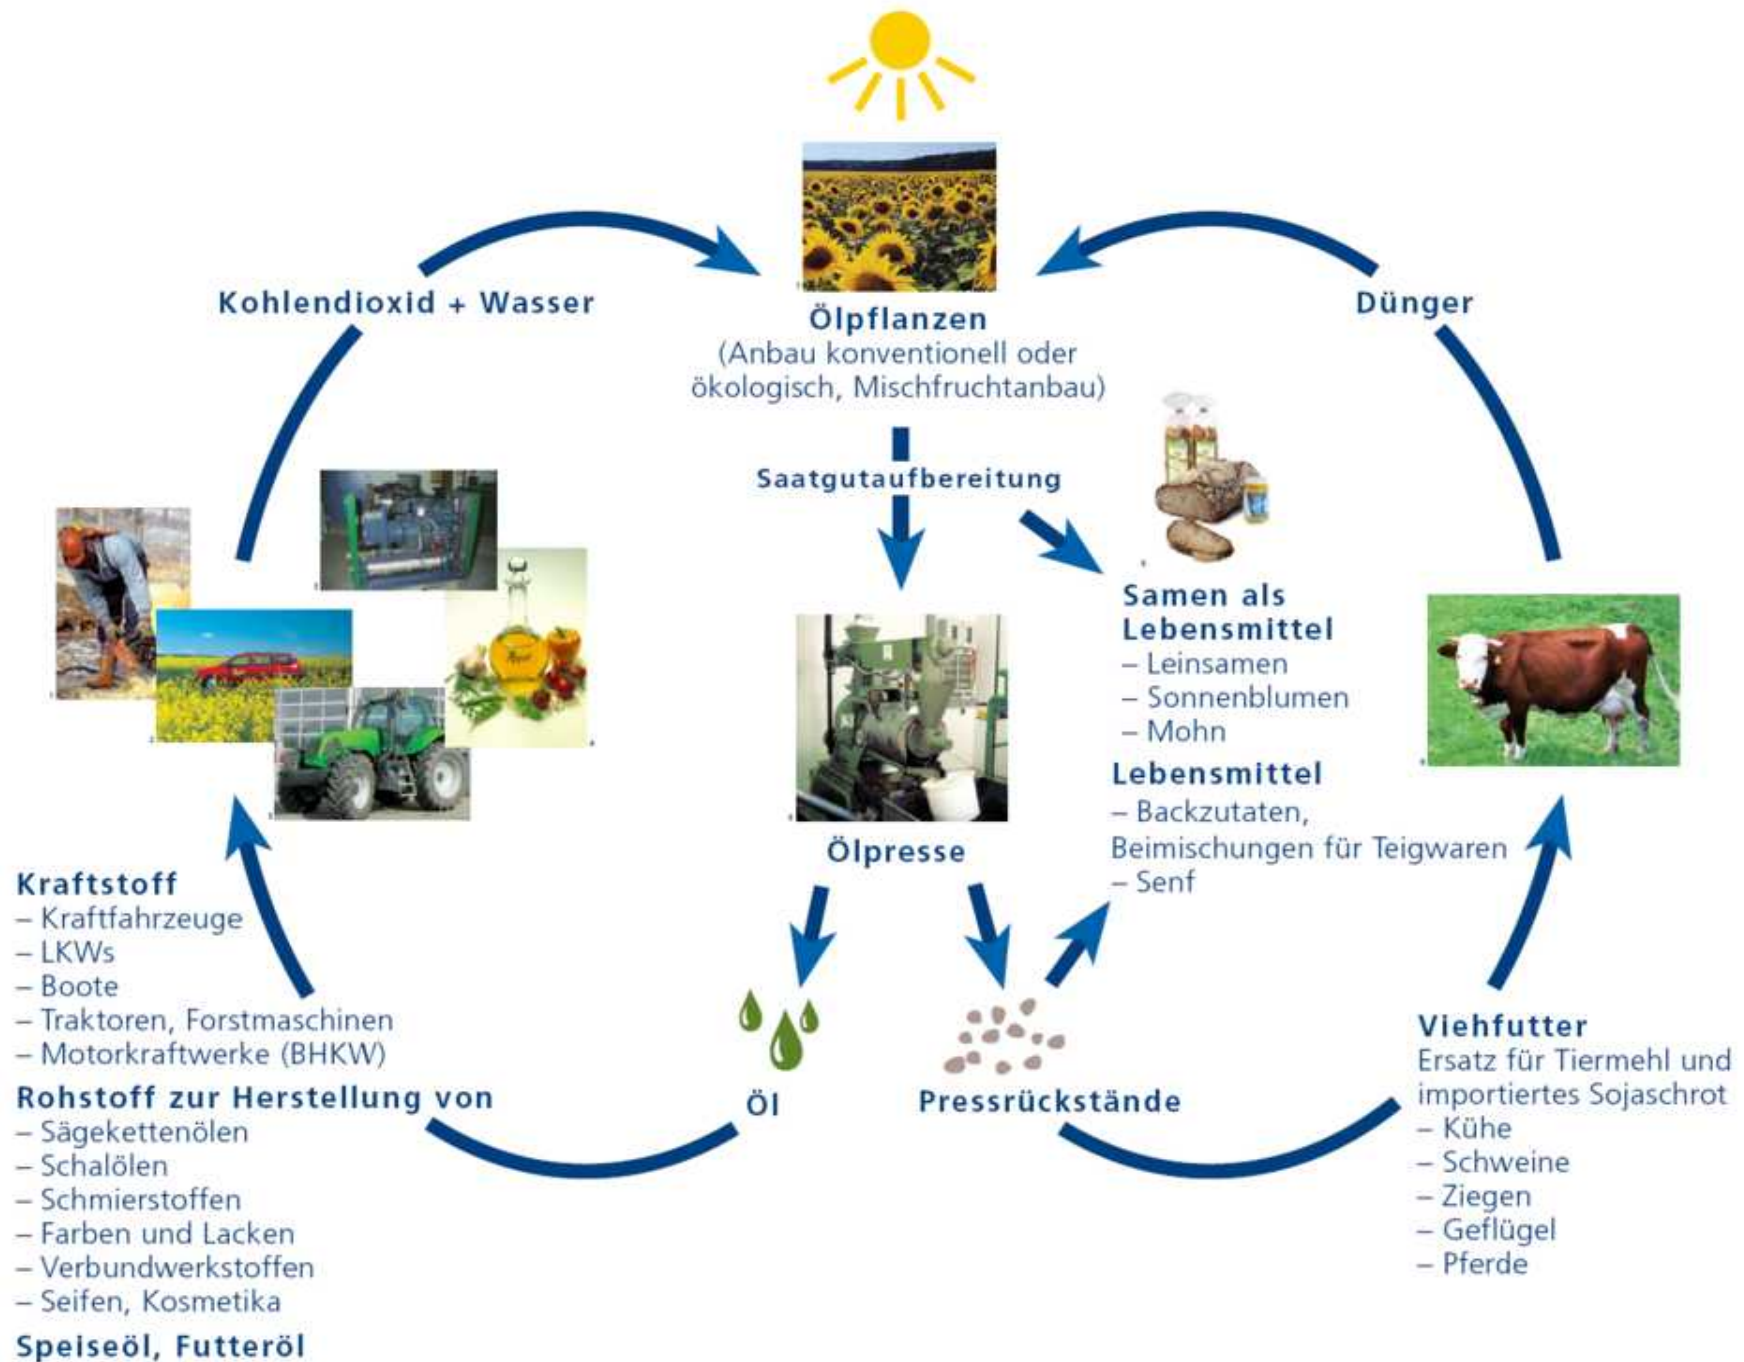 Kohlendioxid + Wasser
Dünger
Ölpflanzen
(Anbau konventionell oder
ökologisch, Mischfruchtanbau)
Saatgutaufbereitung
Samen als
Lebensmittel
– Leinsamen
– Sonnenblumen
– Mohn
Lebensmittel
– Backzutaten,
Beimischungen für Teigwaren
– Senf
Ölpresse
Kraftstoff
– Kraftfahrzeuge
– LKWs
– Boote
– Traktoren, Forstmaschinen
– Motorkraftwerke (BHKW)
Rohstoff zur Herstellung von
– Sägekettenölen
– Schalölen
– Schmierstoffen
– Farben und Lacken
– Verbundwerkstoffen
– Seifen, Kosmetika
Speiseöl, Futteröl
Öl
Pressrückstände
Viehfutter
Ersatz für Tiermehl und
importiertes Sojaschrot
– Kühe
– Schweine
– Ziegen
– Geflügel
– Pferde